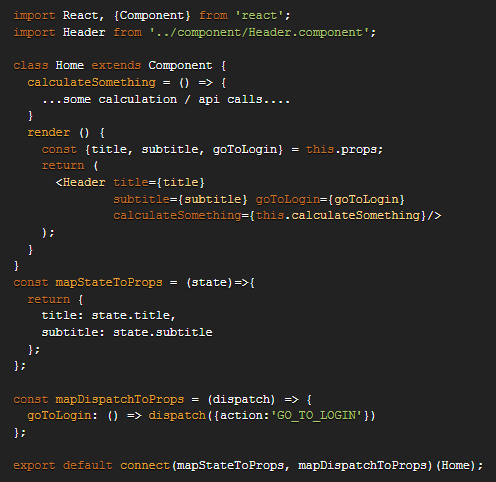 import React, {Component} from 'react';
import Header from '../component/Header.component';
class Home extends Component {
calculateSomething = () => {
...some calculation / api calls....
}
render () {
const {title, subtitle, goToLogin} = this.props;
return (
<Header title={title}
subtitle={subtitle} goToLogin={goToLogin}
calculateSomething={this.calculateSomething}/>
);
}
}
const mapStateToProps = (state)=>{
return {
title: state.title,
subtitle: state.subtitle
};
};
const mapDispatchToProps = (dispatch) => {
goToLogin: () => dispatch({action:'GO_TO_LOGIN'})
};
export default connect(mapStateToProps, mapDispatchToProps)(Home);